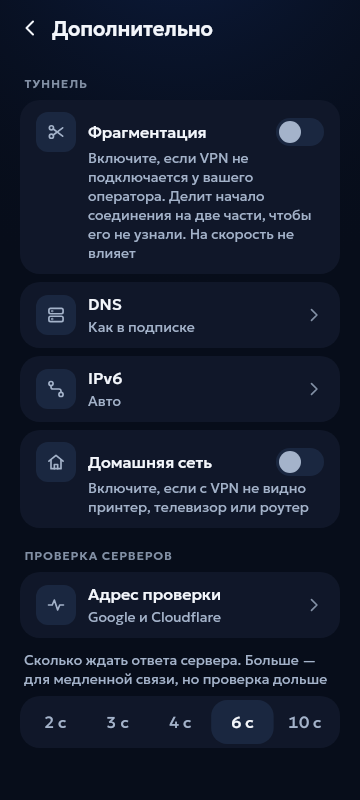 Дополнительно
ТУННЕЛЬ
Фрагментация
Включите, если VPN не
подключается у вашего
оператора. Делит начало
соединения на две части, чтобы
его не узнали. На скорость не
влияет
DNS
Как в подписке
IPv6
Авто
Домашняя сеть
Включите, если с VPN не видно
принтер, телевизор или роутер
ПРОВЕРКА СЕРВЕРОВ
Адрес проверки
Google и Cloudflare
Сколько ждать ответа сервера. Больше —
для медленной связи, но проверка дольше
2 с 3 с 4 с 6 с 10 с